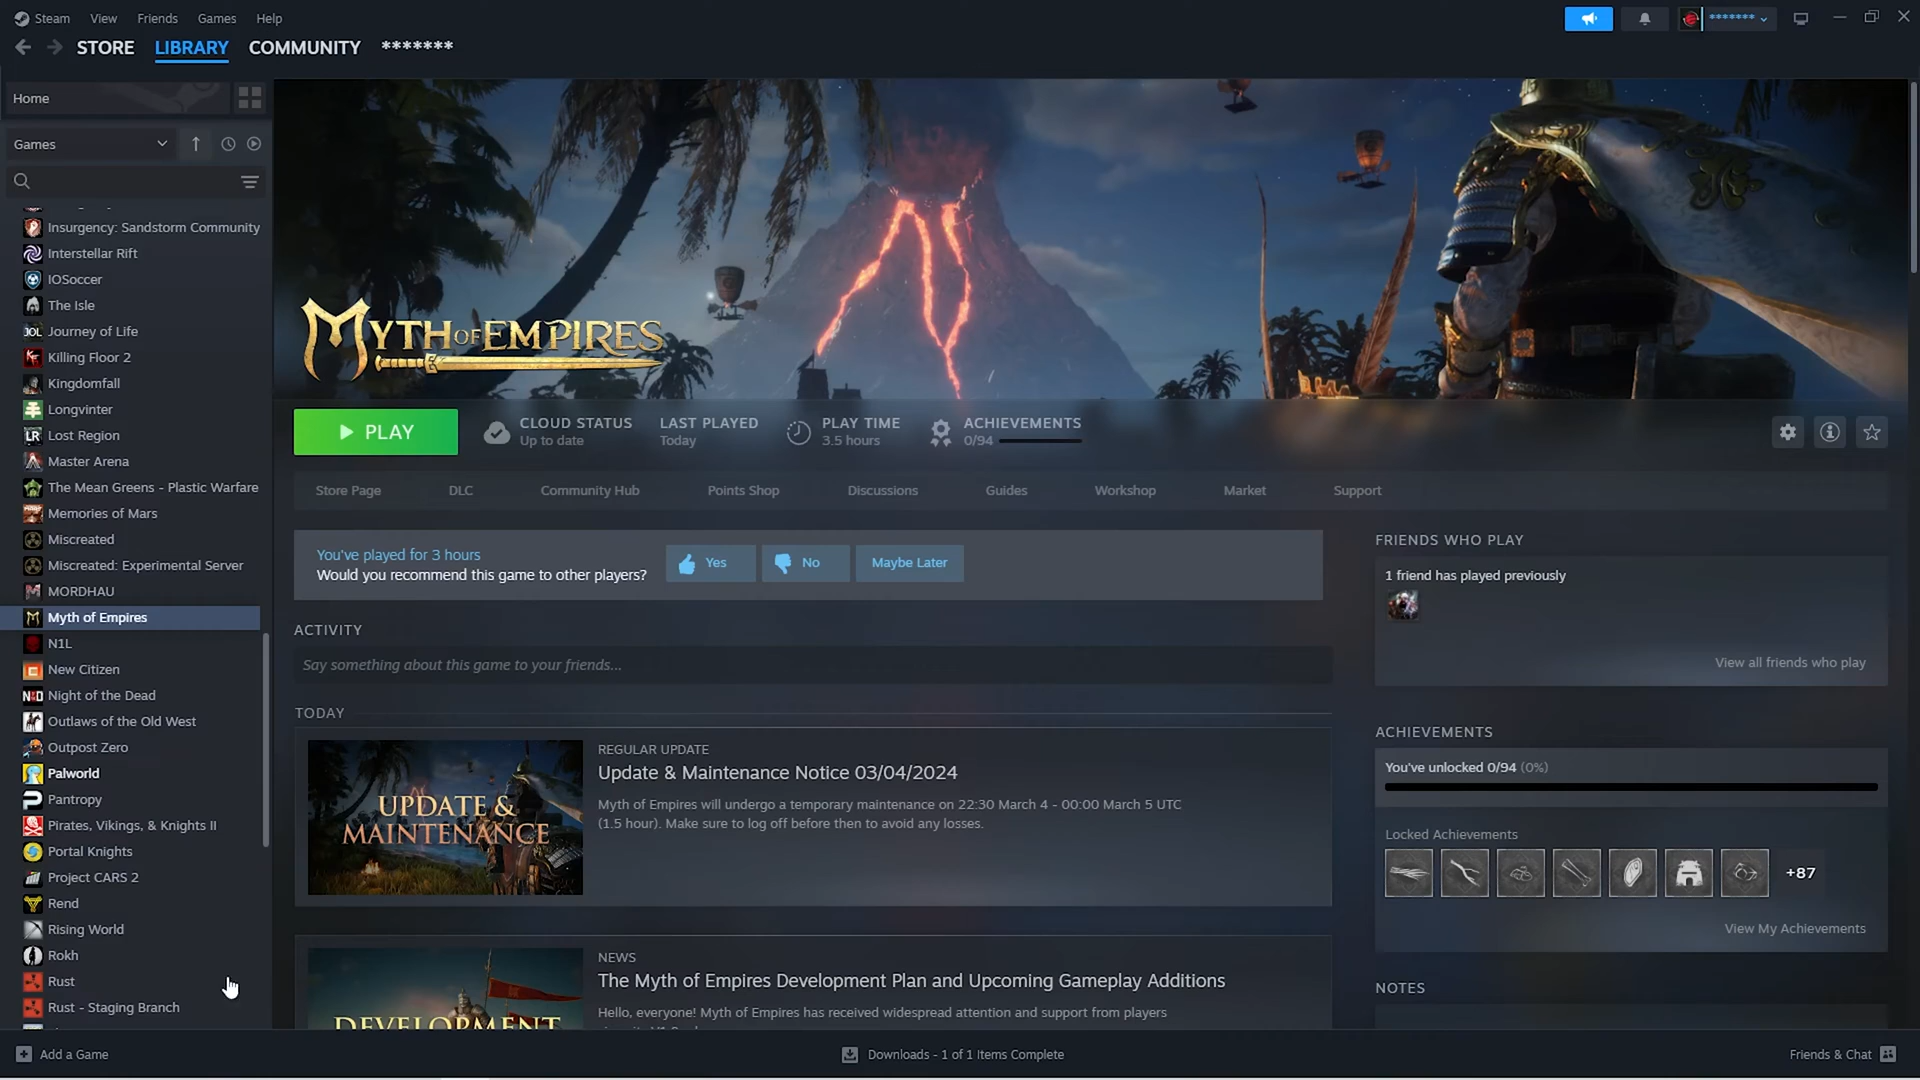 Steam View Friends Games Help
*******
STORE LIBRARY COMMUNITY *******
Home
Games
Insurgency: Sandstorm Community
Interstellar Rift
IOSoccer
The Isle
JOL Journey of Life
Killing Floor 2
Kingdomfall
Longvinter
LR Lost Region
Master Arena
The Mean Greens - Plastic Warfare
Memories of Mars
Miscreated
Miscreated: Experimental Server
MORDHAU
Myth of Empires
N1L
New Citizen
Night of the Dead
Outlaws of the Old West
Outpost Zero
Palworld
Pantropy
Pirates, Vikings, & Knights II
Portal Knights
Project CARS 2
Rend
Rising World
Rokh
Rust
Rust - Staging Branch
MYTH OF EMPIRES
PLAY
CLOUD STATUS
Up to date
LAST PLAYED
Today
PLAY TIME
3.5 hours
ACHIEVEMENTS
0/94
Store Page DLC Community Hub Points Shop Discussions Guides Workshop Market Support
You've played for 3 hours
Would you recommend this game to other players?
Yes No Maybe Later
ACTIVITY
Say something about this game to your friends...
TODAY
UPDATE &
MAINTENANCE
REGULAR UPDATE
Update & Maintenance Notice 03/04/2024
Myth of Empires will undergo a temporary maintenance on 22:30 March 4 - 00:00 March 5 UTC
(1.5 hour). Make sure to log off before then to avoid any losses.
DEVELOPMENT
NEWS
The Myth of Empires Development Plan and Upcoming Gameplay Additions
Hello, everyone! Myth of Empires has received widespread attention and support from players
FRIENDS WHO PLAY
1 friend has played previously
View all friends who play
ACHIEVEMENTS
You've unlocked 0/94 (0%)
Locked Achievements
+87
View My Achievements
NOTES
Add a Game
Downloads - 1 of 1 Items Complete
Friends & Chat